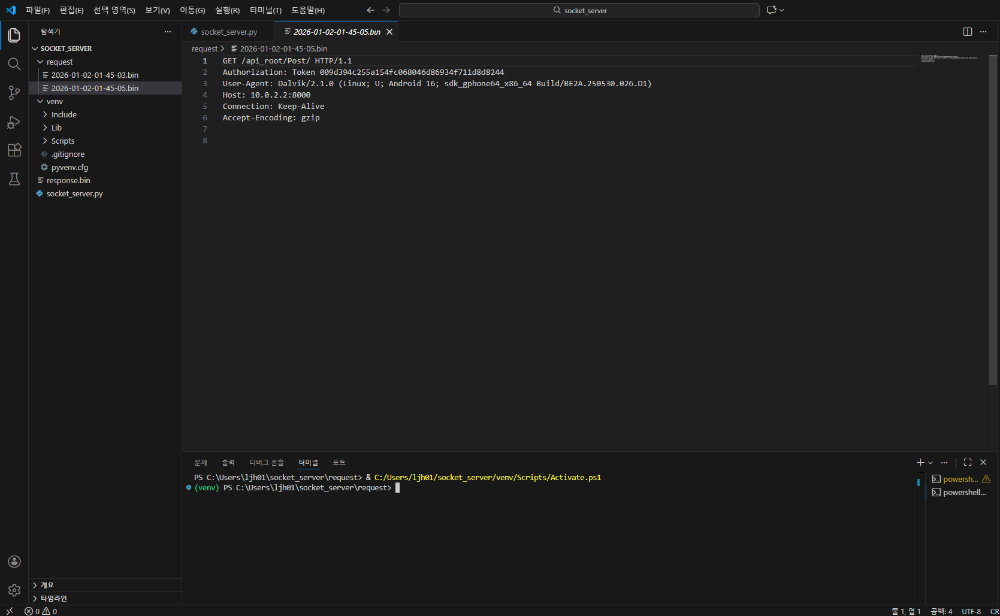 파일(F) 편집(E) 선택 영역(S) 보기(V) 이동(G) 실행(R) 터미널(T) 도움말(H)
socket_server
탐색기
SOCKET_SERVER
request
2026-01-02-01-45-03.bin
2026-01-02-01-45-05.bin
venv
Include
Lib
Scripts
.gitignore
pyvenv.cfg
response.bin
socket_server.py
개요
타임라인
socket_server.py 2026-01-02-01-45-05.bin
request > 2026-01-02-01-45-05.bin
1 GET /api_root/Post/ HTTP/1.1
2 Authorization: Token 009d394c255a154fc068046d86934f711d8d8244
3 User-Agent: Dalvik/2.1.0 (Linux; U; Android 16; sdk_gphone64_x86_64 Build/BE2A.250530.026.D1)
4 Host: 10.0.2.2:8000
5 Connection: Keep-Alive
6 Accept-Encoding: gzip
7
8
문제 출력 디버그 콘솔 터미널 포트
PS C:\Users\ljh01\socket_server\request> & C:/Users/ljh01/socket_server/venv/Scripts/Activate.ps1
(venv) PS C:\Users\ljh01\socket_server\request>
powersh...
powershell...
0 0
줄 1, 열 1 공백: 4 UTF-8 CR